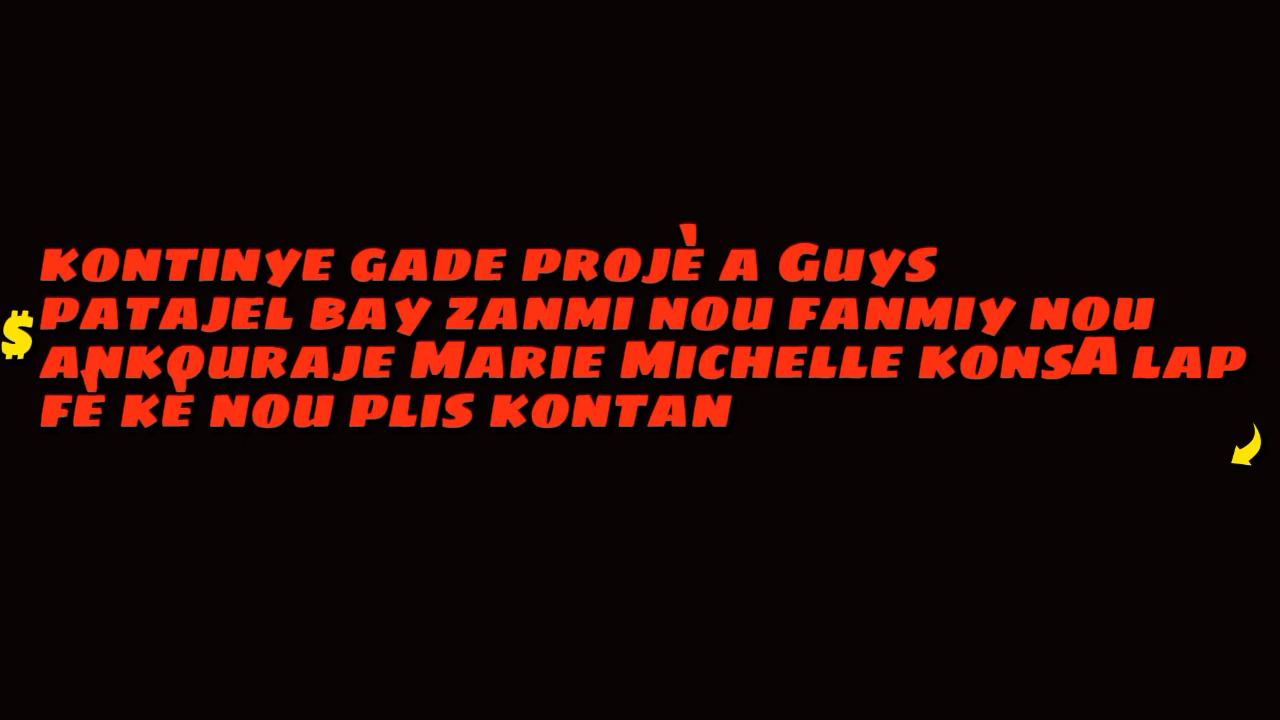 kontinye gade projè a Guys
patajel bay zanmi nou fanmiy nou
$ ankouraje Marie Michelle konsA lap
fè kè nou plis kontan